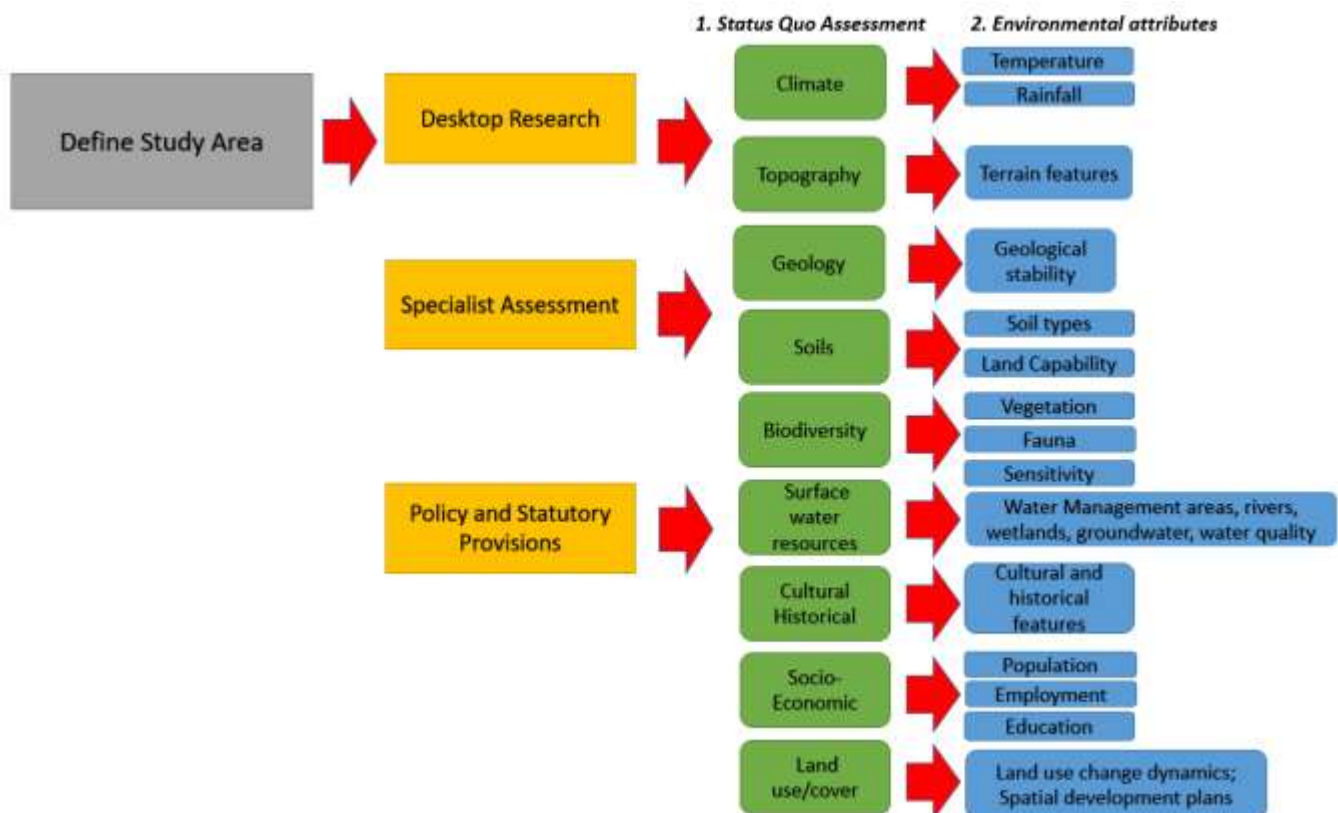 1. Status Quo Assessment
2. Environmental attributes
Define Study Area
Desktop Research
Specialist Assessment
Policy and Statutory
Provisions
Climate
Temperature
Rainfall
Topography
Terrain features
Geology
Geological
stability
Soils
Soil types
Land Capability
Biodiversity
Vegetation
Fauna
Sensitivity
Surface
water
resources
Water Management areas, rivers,
wetlands, groundwater, water quality
Cultural
Historical
Cultural and
historical
features
Socio-
Economic
Population
Employment
Education
Land
use/cover
Land use change dynamics;
Spatial development plans